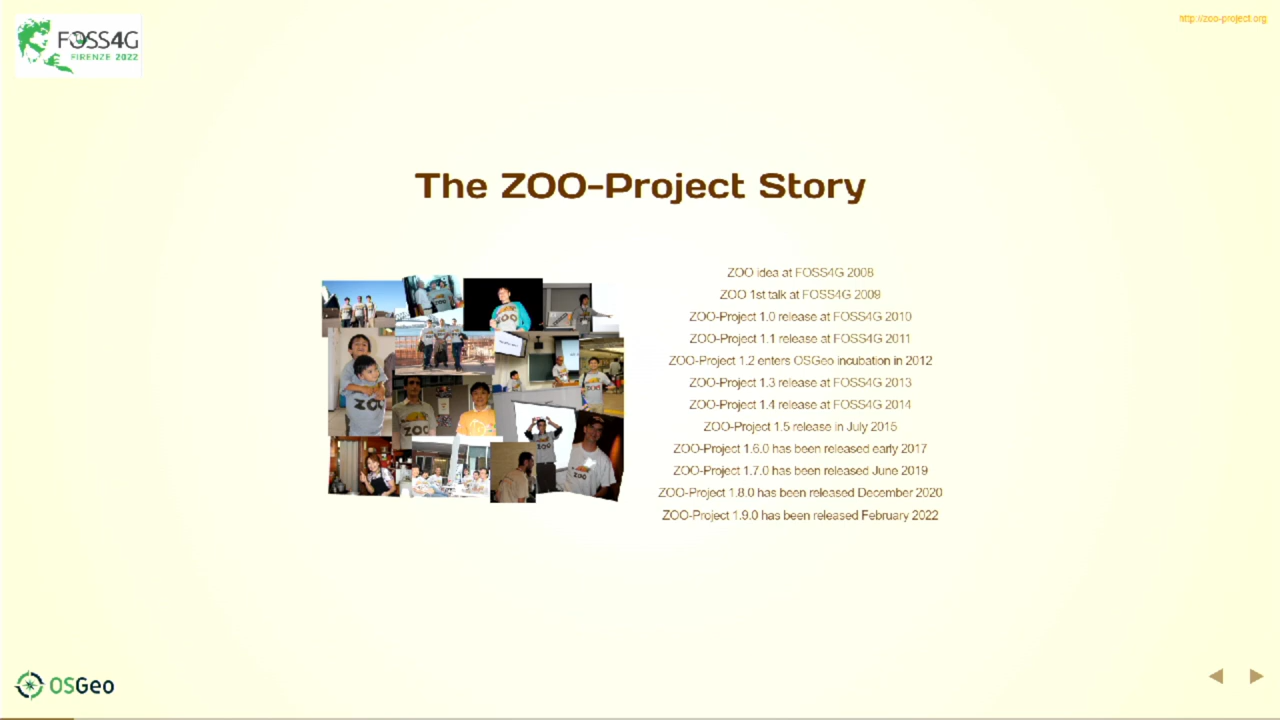 FOSS4G
FIRENZE 2022
http://zoo-project.org
The ZOO-Project Story
ZOO idea at FOSS4G 2008
ZOO 1st talk at FOSS4G 2009
ZOO-Project 1.0 release at FOSS4G 2010
ZOO-Project 1.1 release at FOSS4G 2011
ZOO-Project 1.2 enters OSGeo incubation in 2012
ZOO-Project 1.3 release at FOSS4G 2013
ZOO-Project 1.4 release at FOSS4G 2014
ZOO-Project 1.5 release in July 2015
ZOO-Project 1.6.0 has been released early 2017
ZOO-Project 1.7.0 has been released June 2019
ZOO-Project 1.8.0 has been released December 2020
ZOO-Project 1.9.0 has been released February 2022
OSGeo